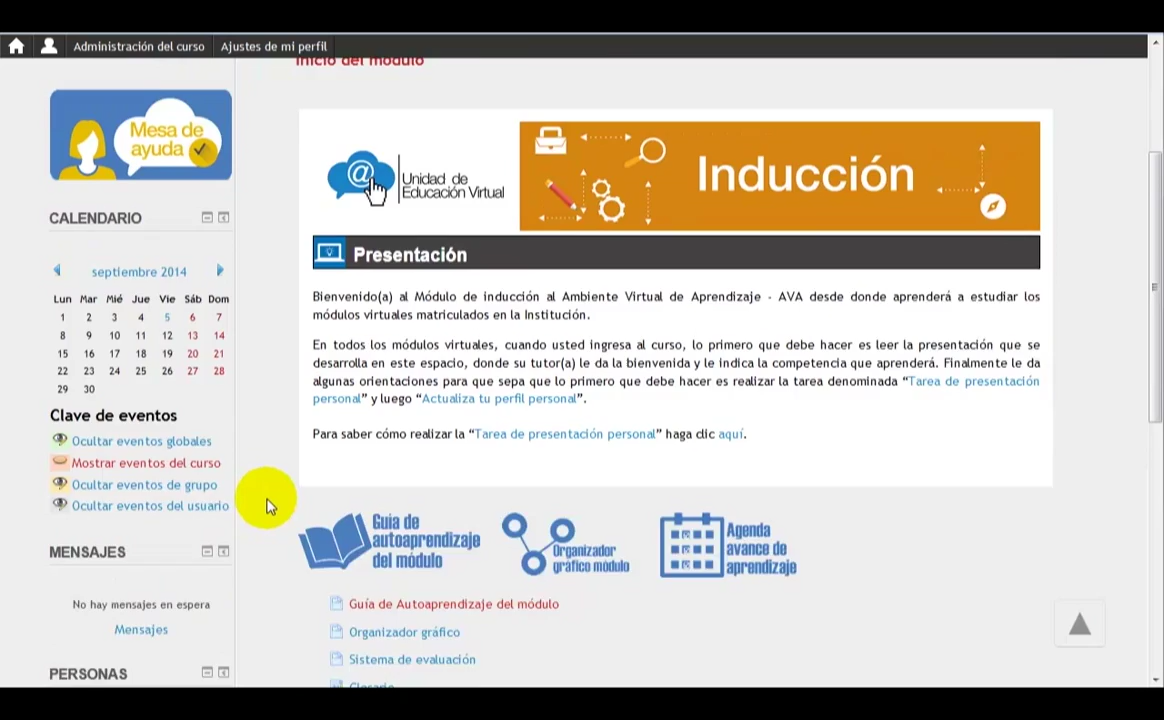 Administración del curso
Ajustes de mi perfil
Inicio del módulo
Mesa de
ayuda
CALENDARIO
septiembre 2014
Lun Mar Mié Jue Vie Sáb Dom
1 2 3 4 5 6 7
8 9 10 11 12 13 14
15 16 17 18 19 20 21
22 23 24 25 26 27 28
29 30
Clave de eventos
Ocultar eventos globales
Mostrar eventos del curso
Ocultar eventos de grupo
Ocultar eventos del usuario
MENSAJES
No hay mensajes en espera
Mensajes
PERSONAS
@
Unidad de
Educación Virtual
Inducción
Presentación
Bienvenido(a) al Módulo de inducción al Ambiente Virtual de Aprendizaje - AVA desde donde aprenderá a estudiar los
módulos virtuales matriculados en la Institución.
En todos los módulos virtuales, cuando usted ingresa al curso, lo primero que debe hacer es leer la presentación que se
desarrolla en este espacio, donde su tutor(a) le da la bienvenida y le indica la competencia que aprenderá. Finalmente le da
algunas orientaciones para que sepa que lo primero que debe hacer es realizar la tarea denominada “Tarea de presentación
personal” y luego “Actualiza tu perfil personal”.
Para saber cómo realizar la “Tarea de presentación personal” haga clic aquí.
Guía de
autoaprendizaje
del módulo
Organizador
gráfico módulo
Agenda
avance de
aprendizaje
Guía de Autoaprendizaje del módulo
Organizador gráfico
Sistema de evaluación
Glosario